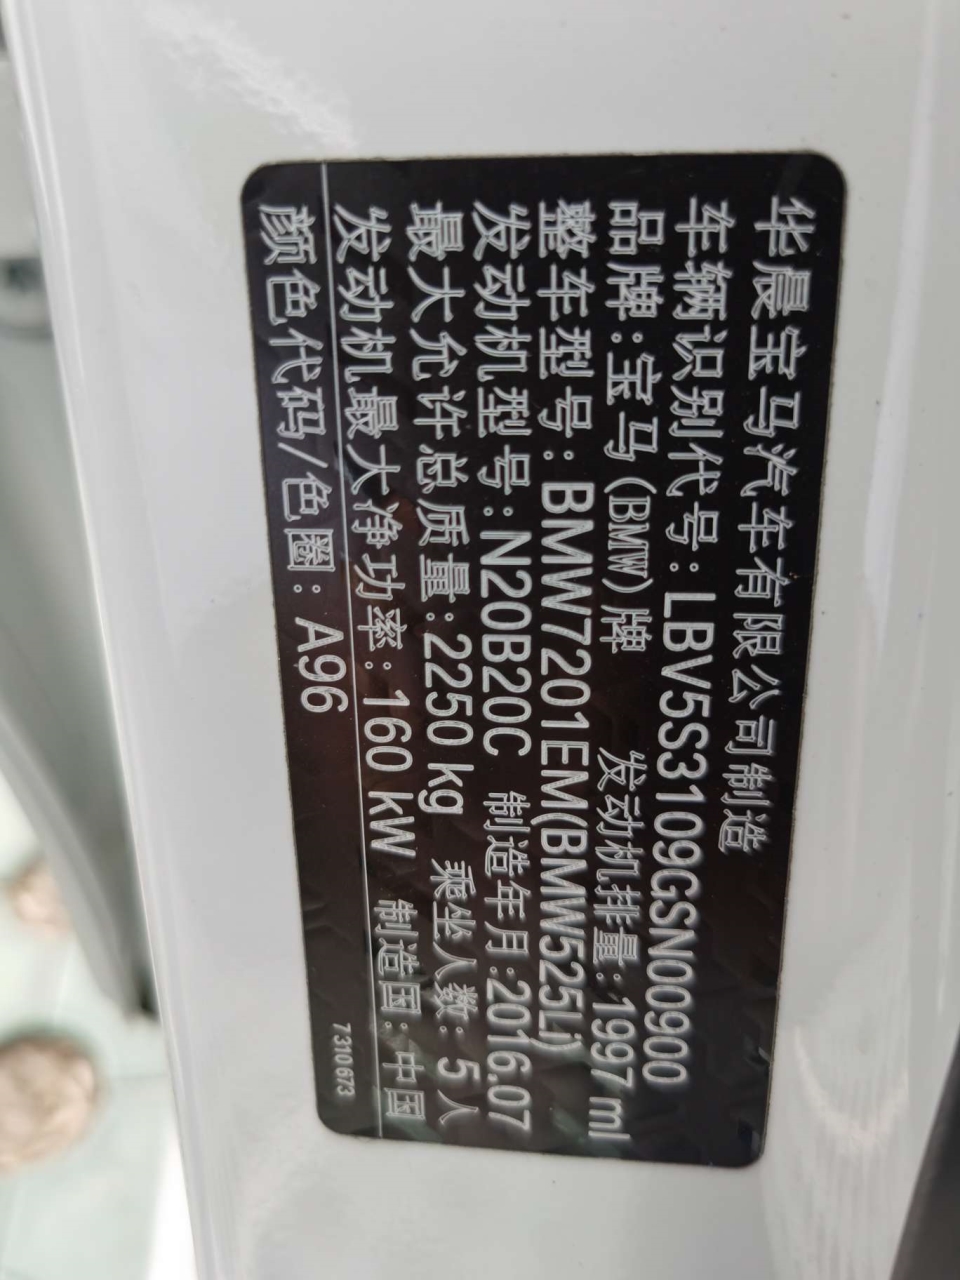 华晨宝马汽车有限公司制造
车辆识别代号:LBV5S3109GSN00900
品牌:宝马(BMW)牌 发动机排量:1997 ml
整车型号:BMW7201EM(BMW525Li)
发动机型号:N20B20C 制造年月:2016.07
最大允许总质量:2250 kg 乘坐人数:5人
发动机最大净功率:160 kW 制造国:中国
颜色代码/色圈:A96 7310673